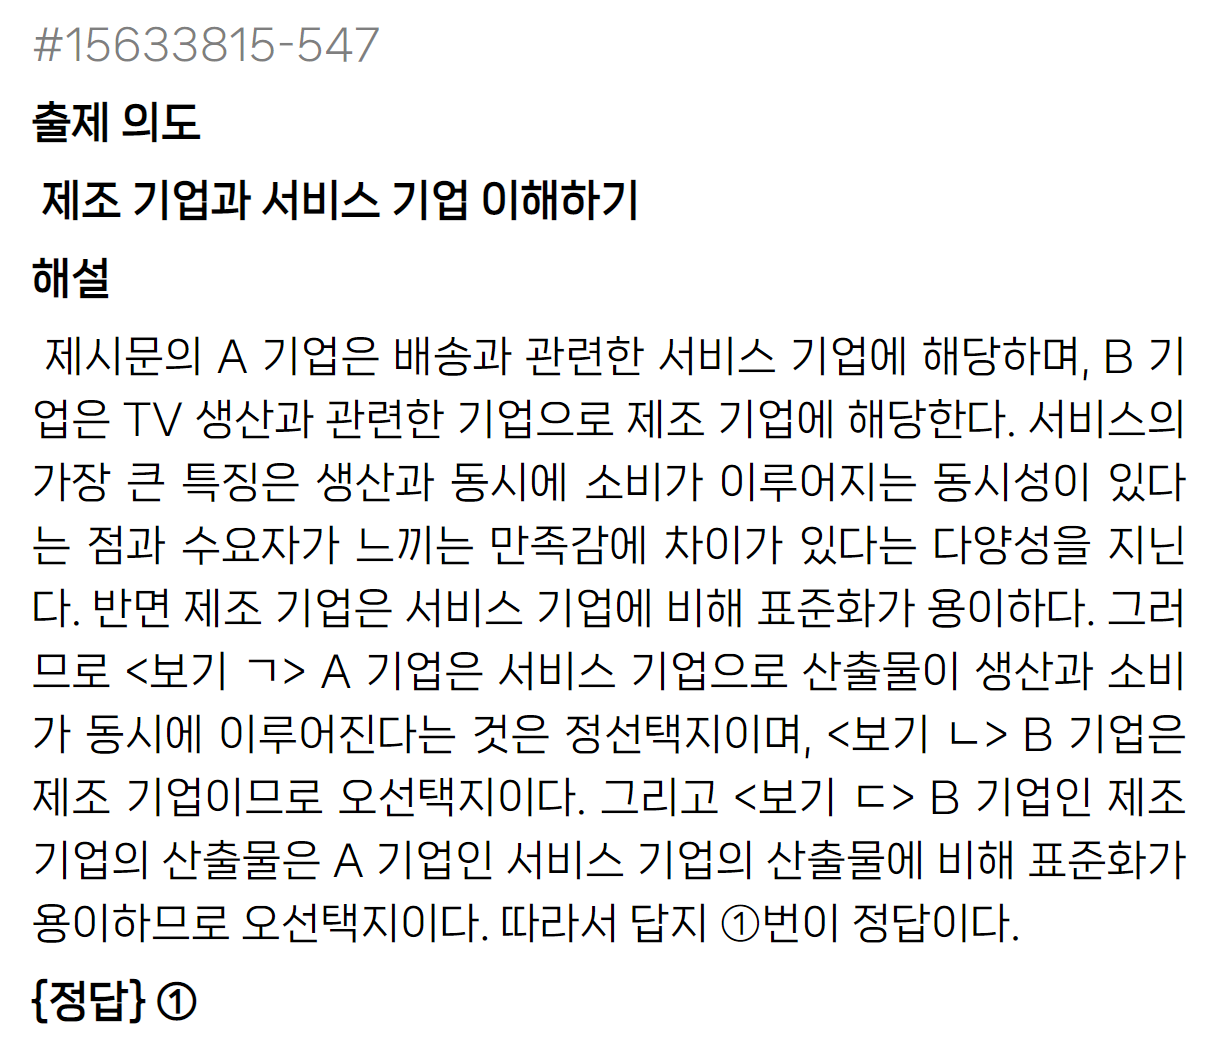 #15633815-547
출제 의도
제조 기업과 서비스 기업 이해하기
해설
제시문의 A 기업은 배송과 관련한 서비스 기업에 해당하며, B 기
업은 TV 생산과 관련한 기업으로 제조 기업에 해당한다. 서비스의
가장 큰 특징은 생산과 동시에 소비가 이루어지는 동시성이 있다
는 점과 수요자가 느끼는 만족감에 차이가 있다는 다양성을 지닌
다. 반면 제조 기업은 서비스 기업에 비해 표준화가 용이하다. 그러
므로 <보기 ㄱ> A 기업은 서비스 기업으로 산출물이 생산과 소비
가 동시에 이루어진다는 것은 정선택지이며, <보기 ㄴ> B 기업은
제조 기업이므로 오선택지이다. 그리고 <보기 ㄷ> B 기업인 제조
기업의 산출물은 A 기업인 서비스 기업의 산출물에 비해 표준화가
용이하므로 오선택지이다. 따라서 답지 ①번이 정답이다.
{정답} ①